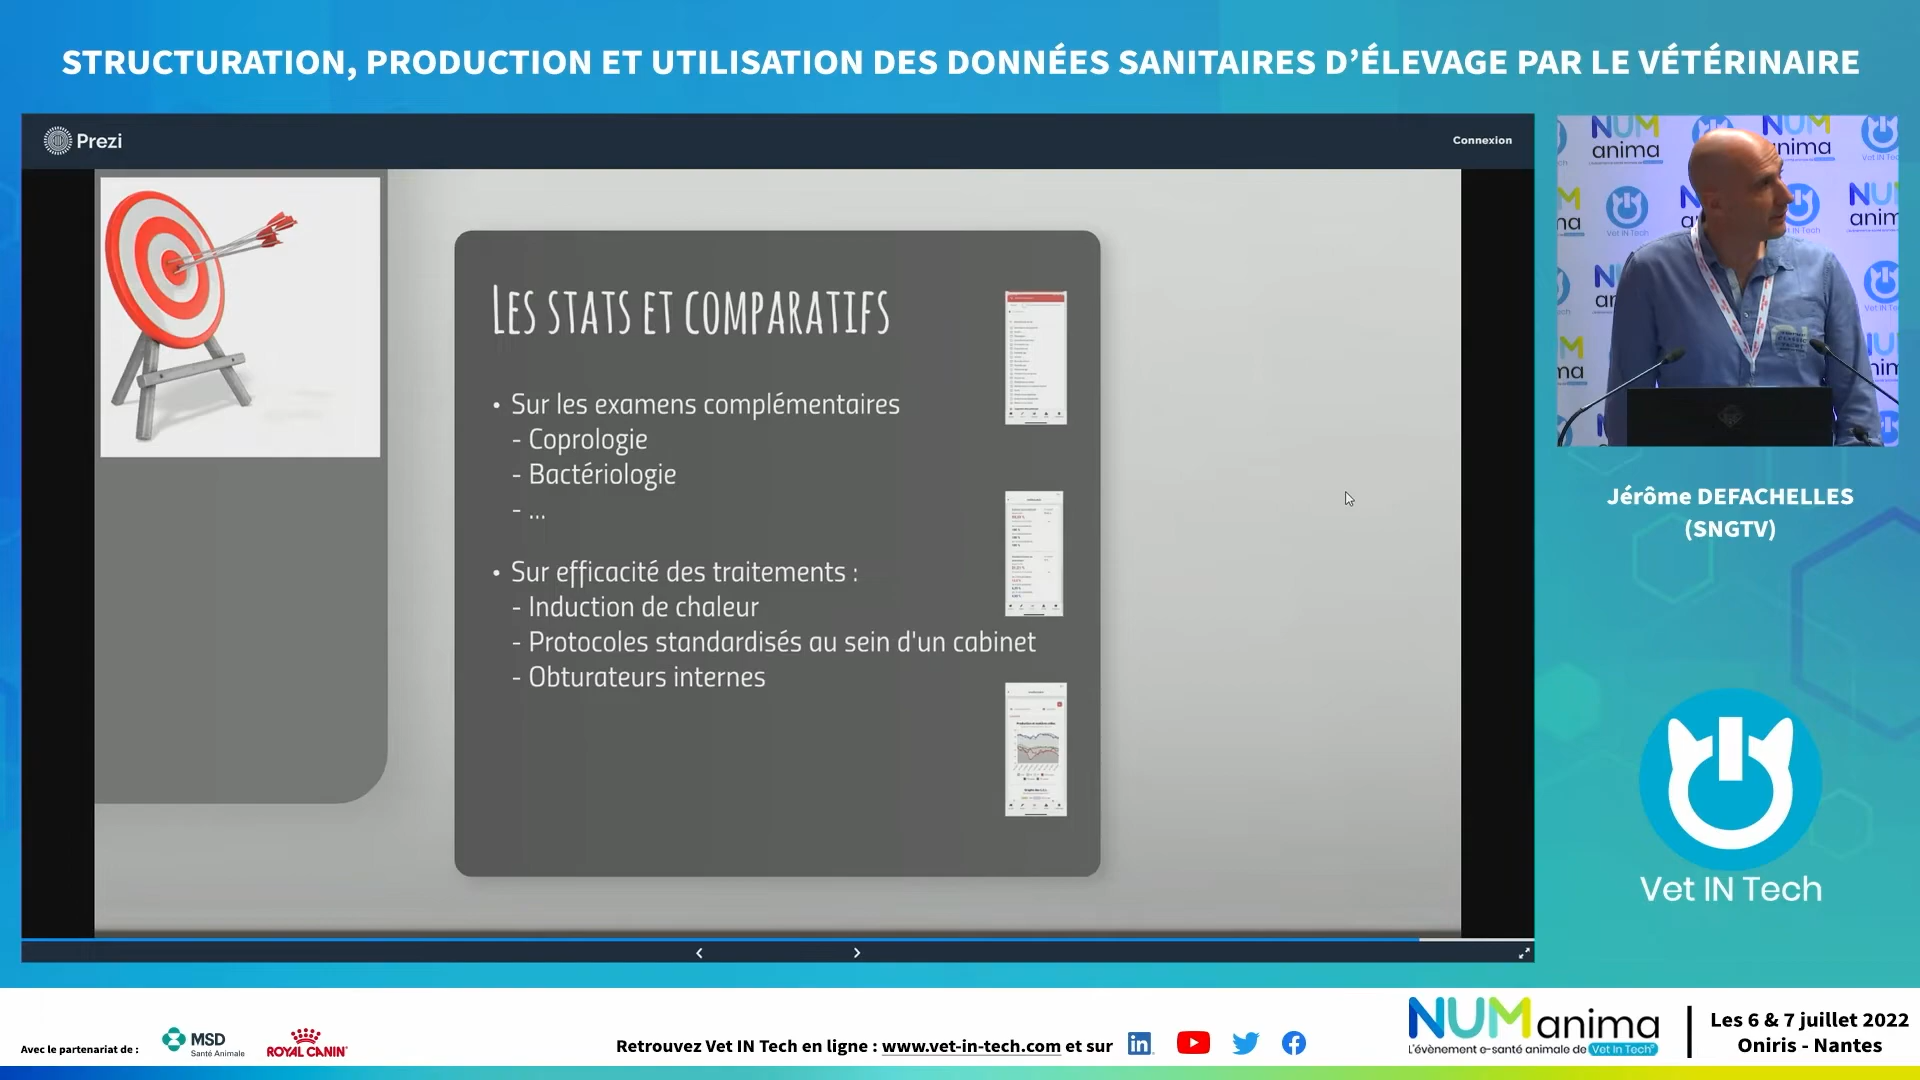 STRUCTURATION, PRODUCTION ET UTILISATION DES DONNÉES SANITAIRES D’ÉLEVAGE PAR LE VÉTÉRINAIRE
Prezi
Connexion
LES STATS ET COMPARATIFS
• Sur les examens complémentaires
- Coprologie
- Bactériologie
- ...
• Sur efficacité des traitements :
- Induction de chaleur
- Protocoles standardisés au sein d'un cabinet
- Obturateurs internes
NUM
anima
Vet IN Tech
Jérôme DEFACHELLES
(SNGTV)
Vet IN Tech
Avec le partenariat de :
MSD
Santé Animale
ROYAL CANIN
Retrouvez Vet IN Tech en ligne : www.vet-in-tech.com et sur
NUManima
L'évènement e-santé animale de Vet In Tech
Les 6 & 7 juillet 2022
Oniris - Nantes